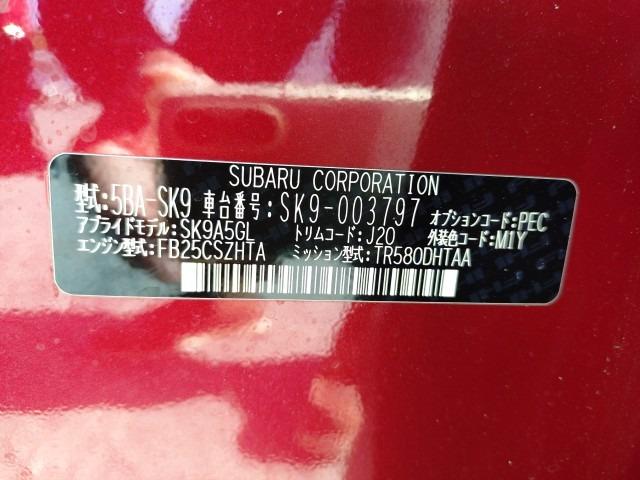 SUBARU CORPORATION
型式:5BA-SK9 車台番号:SK9-003797 オプションコード:PEC
アプライドモデル:SK9A5GL トリムコード:J20 外装色コード:M1Y
エンジン型式:FB25CSZHTA ミッション型式:TR580DHTAA